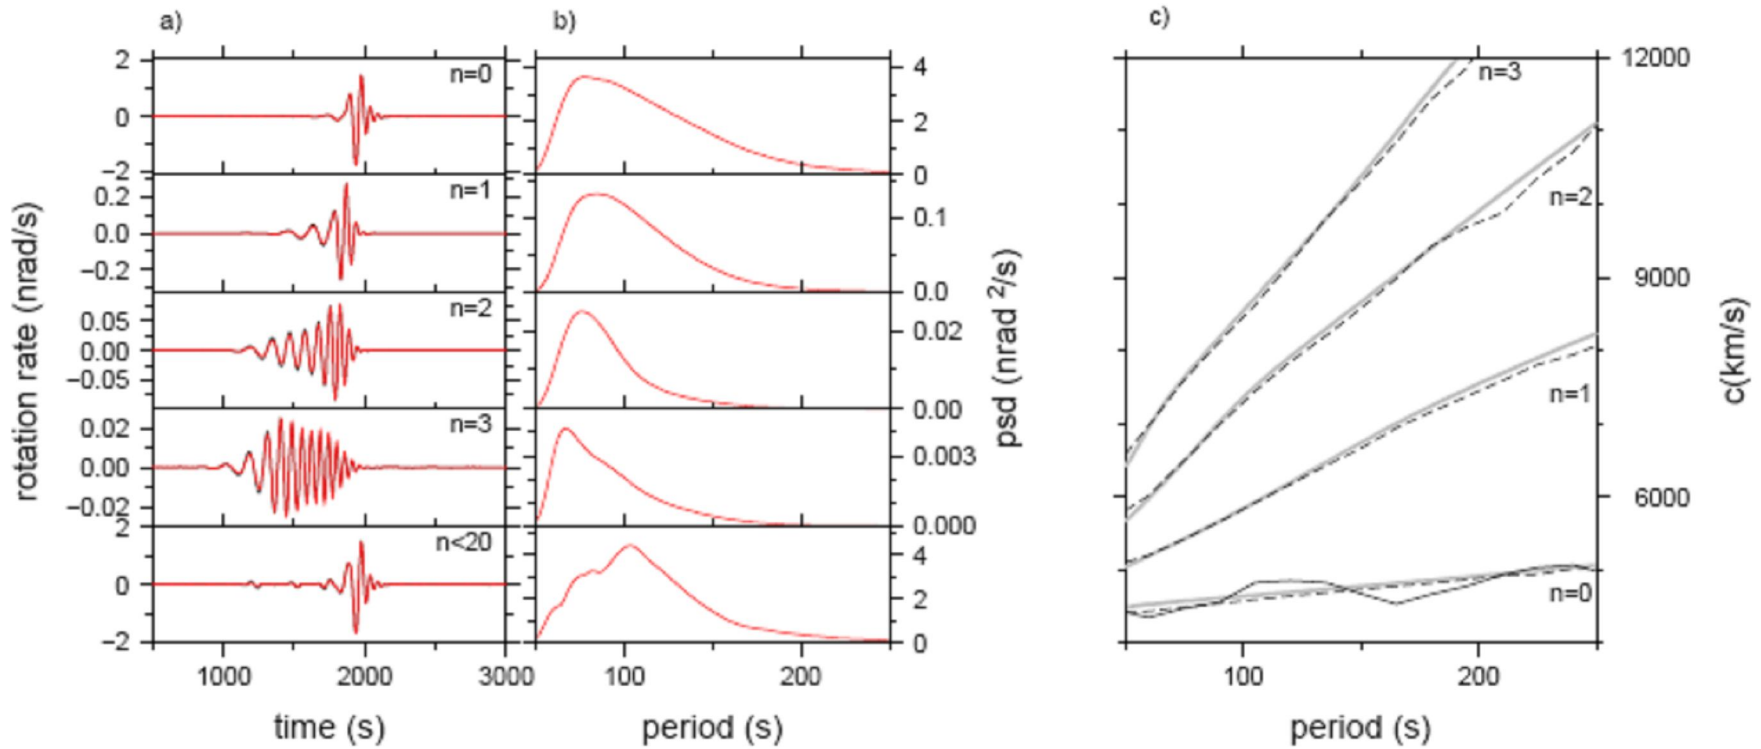 a)
b)
c)
rotation rate (nrad/s)
2
0
−2
n=0
0.2
0.0
−0.2
n=1
0.05
0.00
−0.05
n=2
0.02
0.00
−0.02
n=3
2
0
−2
n<20
1000
2000
3000
time (s)
4
2
0
0.1
0.0
0.02
0.00
0.003
0.000
4
2
0
psd (nrad ²/s)
100
200
period (s)
n=3
n=2
n=1
n=0
12000
9000
6000
c(km/s)
100
200
period (s)